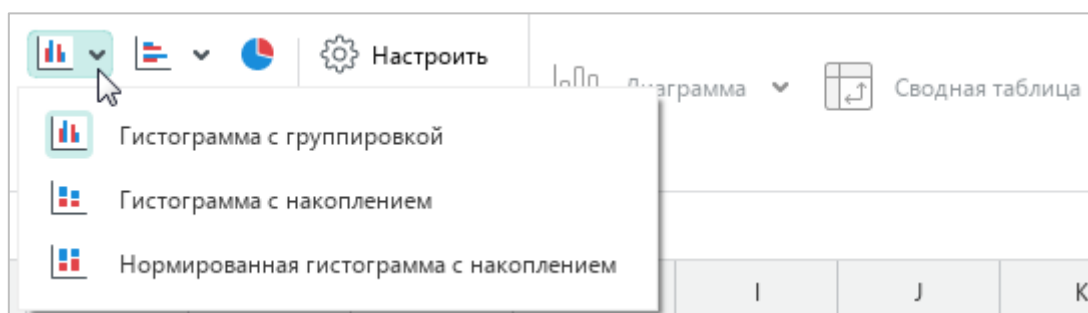 Настроить
Диаграмма
Сводная таблица
Гистограмма с группировкой
Гистограмма с накоплением
Нормированная гистограмма с накоплением
I J K